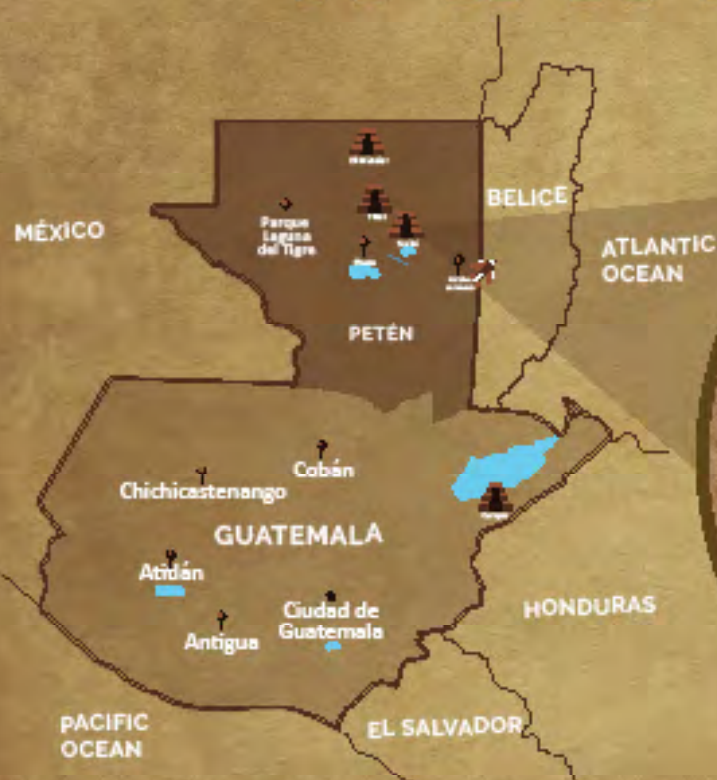 BELICE
MÉXICO
Parque
Laguna
del Tigre
ATLANTIC
OCEAN
PETÉN
Cobán
Chichicastenango
GUATEMALA
Atidán
Ciudad de
Guatemala
Antigua
HONDURAS
PACIFIC
OCEAN
EL SALVADOR